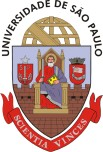 UNIVERSIDADE DE SÃO PAULO
SCIENTIA VINCES